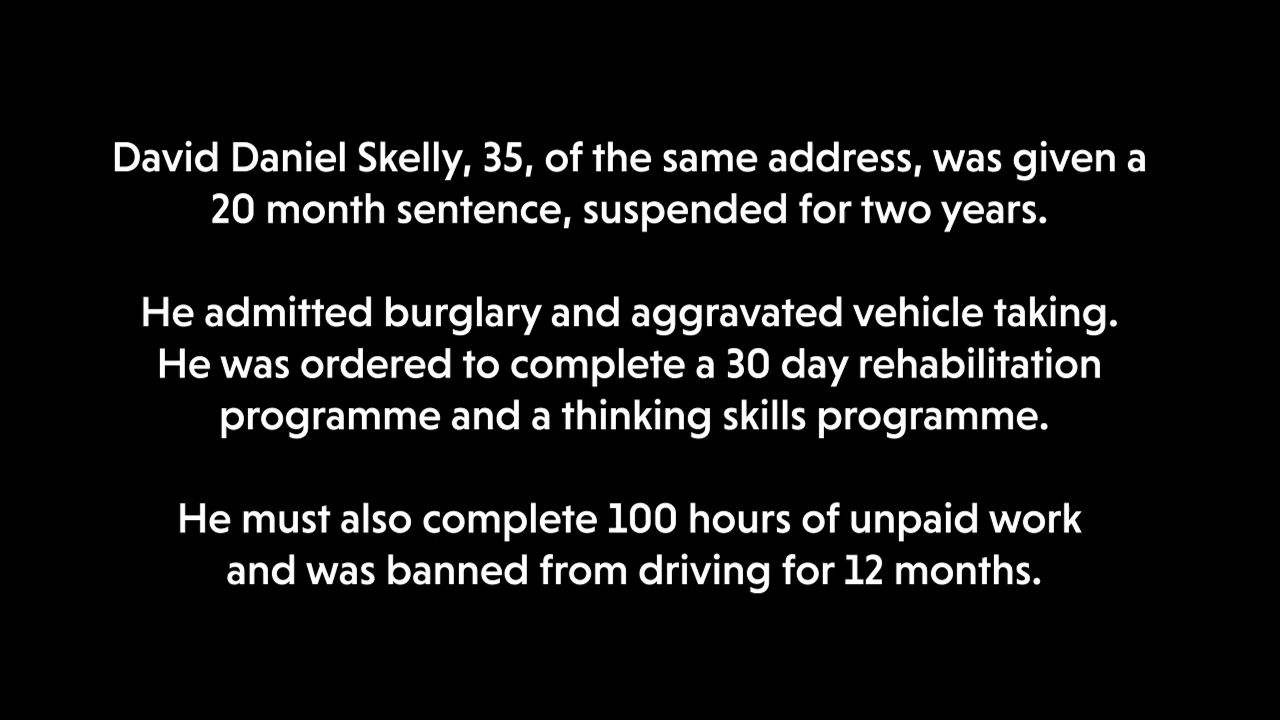 David Daniel Skelly, 35, of the same address, was given a
20 month sentence, suspended for two years.
He admitted burglary and aggravated vehicle taking.
He was ordered to complete a 30 day rehabilitation
programme and a thinking skills programme.
He must also complete 100 hours of unpaid work
and was banned from driving for 12 months.